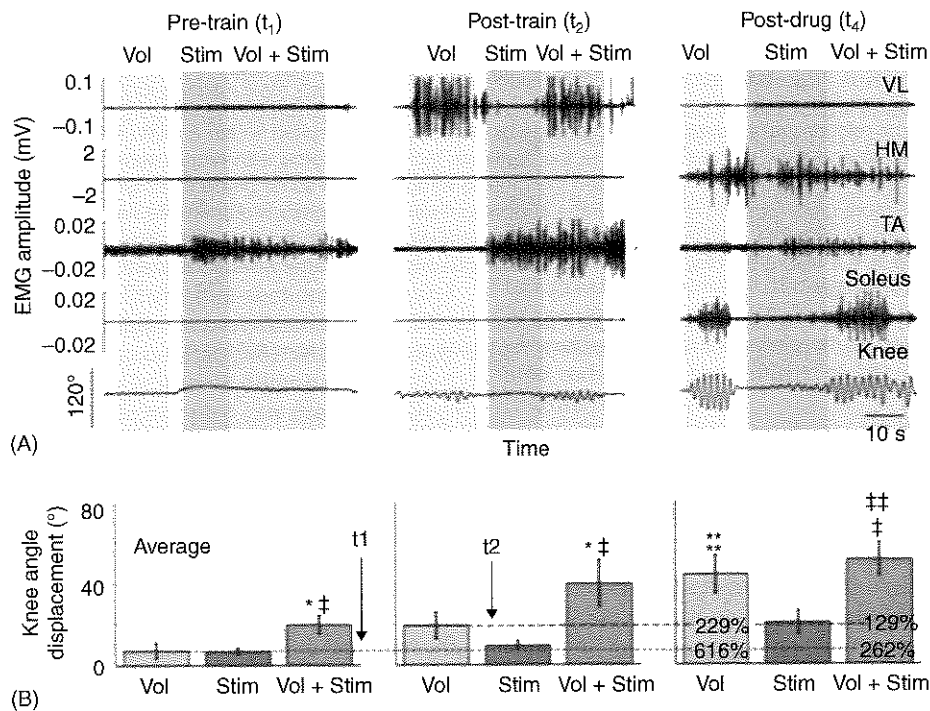 Pre-train (t₁) Post-train (t₂) Post-drug (t₄)
Vol Stim Vol + Stim Vol Stim Vol + Stim Vol Stim Vol + Stim
EMG amplitude (mV)
0.1
−0.1
2
−2
0.02
−0.02
0.02
−0.02
120°
VL
HM
TA
Soleus
Knee
10 s
(A)
Time
Knee angle
displacement (°)
80
40
0
Average
t1
* ‡
t2
* ‡
**
**
‡‡
‡
229% 129%
616% 262%
Vol Stim Vol + Stim Vol Stim Vol + Stim Vol Stim Vol + Stim
(B)